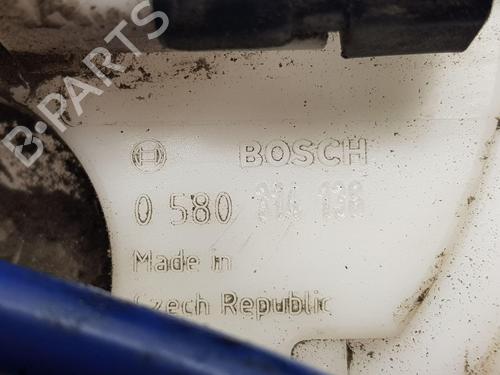 B-PARTS
BOSCH
0 580
Made in
Czech Republic